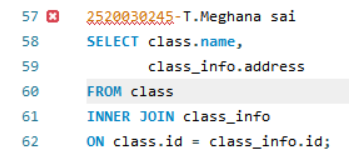 57 2520030245-T.Meghana sai
58 SELECT class.name,
59 class_info.address
60 FROM class
61 INNER JOIN class_info
62 ON class.id = class_info.id;